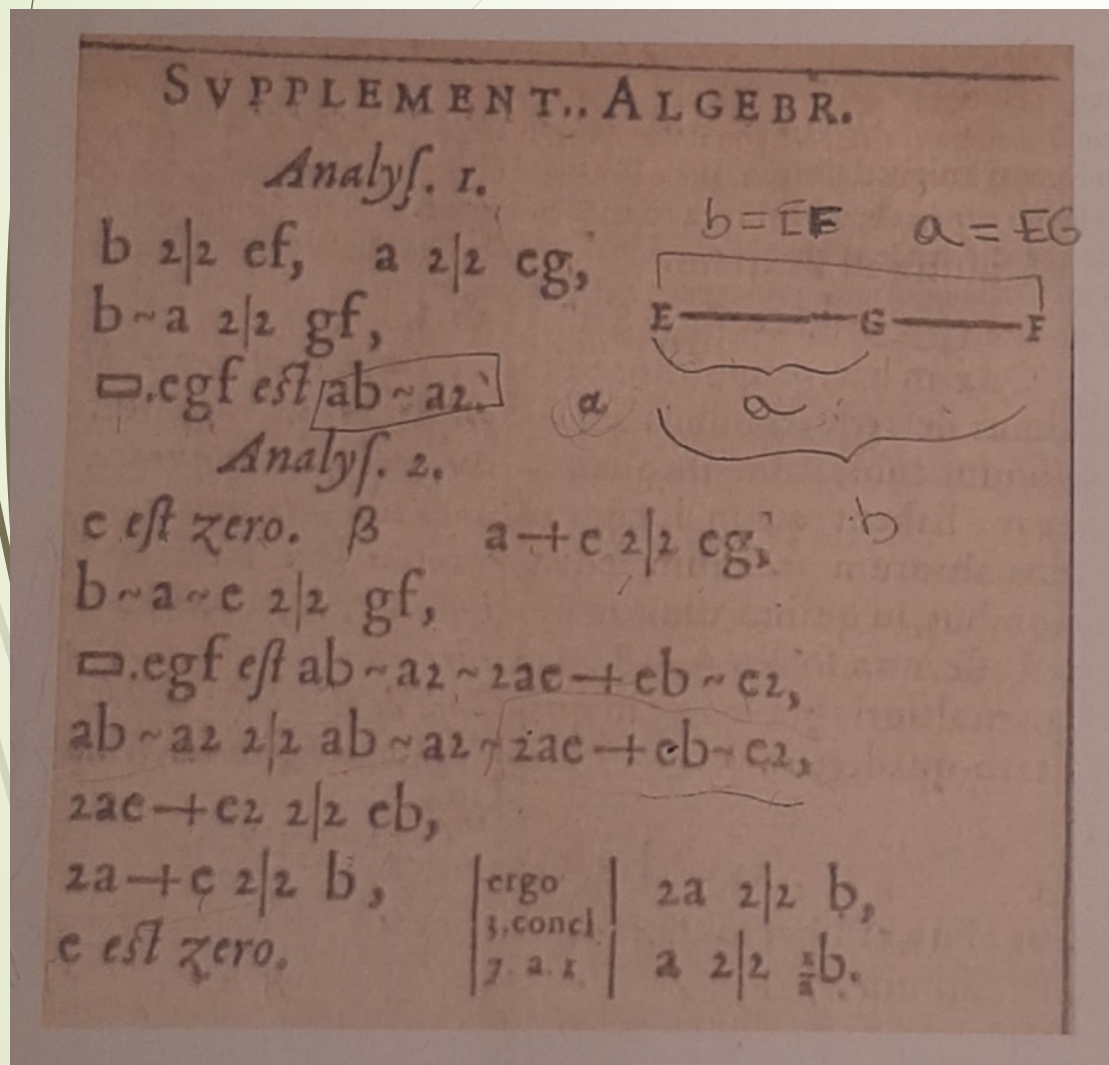 SVPPLEMENT.. ALGEBR.
Analyſ. 1.
b = EF a = EG
b 2|2 ef, a 2|2 eg,
b~a 2|2 gf,
E G F
▭.egf eſt ab~a2.
a a
Analyſ. 2.
b
e eſt zero. β a+e 2|2 eg,
b~a~e 2|2 gf,
▭.egf eſt ab~a2~2ae+eb~e2,
ab~a2 2|2 ab~a2~2ae+eb~e2,
2ae+e2 2|2 eb,
2a+e 2|2 b, ergo 2a 2|2 b,
3.concl
e eſt zero. 7. a. 1 a 2|2 ½b.